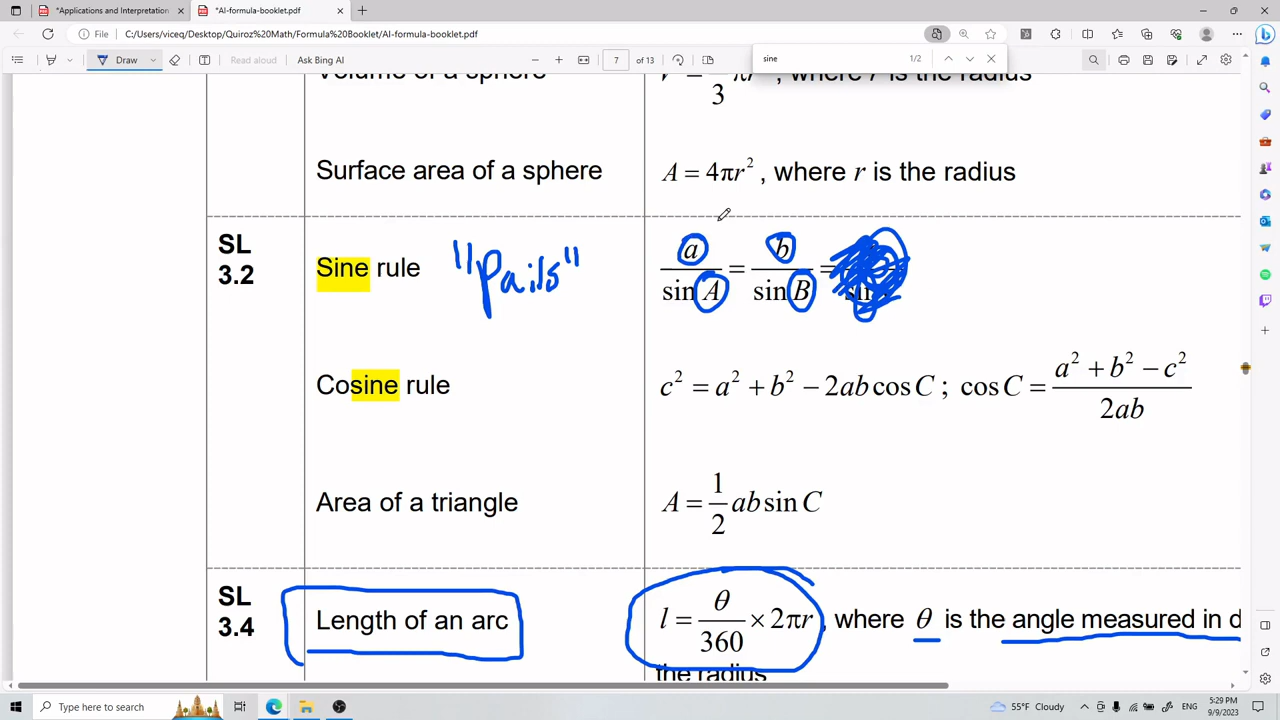 *Applications and Interpretation
*AI-formula-booklet.pdf
File
C:/Users/viceq/Desktop/Quiroz%20Math/Formula%20Booklet/AI-formula-booklet.pdf
Draw
Read aloud
Ask Bing AI
7 of 13
sine
1/2
Volume of a sphere
3
, where r is the radius
Surface area of a sphere
A = 4πr², where r is the radius
SL 3.2
Sine rule
"Pairs"
a/sin A = b/sin B =
Cosine rule
c² = a² + b² − 2ab cos C ; cos C = (a² + b² − c²)/2ab
Area of a triangle
A = 1/2 ab sin C
SL 3.4
Length of an arc
l = θ/360 × 2πr , where θ is the angle measured in d
the radius
Type here to search
55°F Cloudy
ENG
5:29 PM
9/9/2023